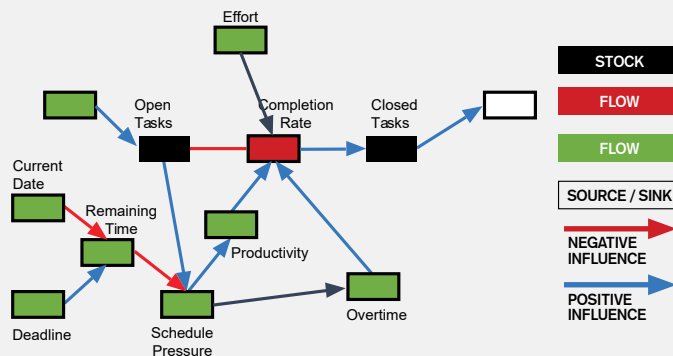 Effort
Open
Tasks
Completion
Rate
Closed
Tasks
Current
Date
Remaining
Time
Productivity
Deadline
Schedule
Pressure
Overtime
STOCK
FLOW
FLOW
SOURCE / SINK
NEGATIVE
INFLUENCE
POSITIVE
INFLUENCE